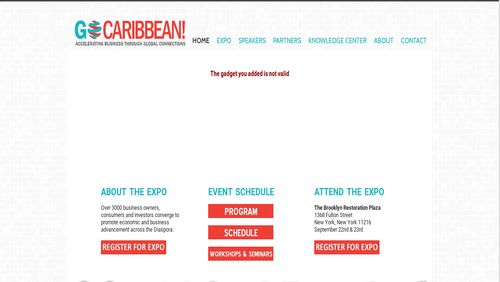 GO CARIBBEAN!
ACCELERATING BUSINESS THROUGH GLOBAL CONNECTIONS
HOME EXPO SPEAKERS PARTNERS KNOWLEDGE CENTER ABOUT CONTACT
The gadget you added is not valid
ABOUT THE EXPO
Over 3000 business owners,
consumers and investors converge to
promote economic and business
advancement across the Diaspora.
REGISTER FOR EXPO
EVENT SCHEDULE
PROGRAM
SCHEDULE
WORKSHOPS & SEMINARS
ATTEND THE EXPO
The Brooklyn Restoration Plaza
1368 Fulton Street
New York, New York 11216
September 22nd & 23rd
REGISTER FOR EXPO